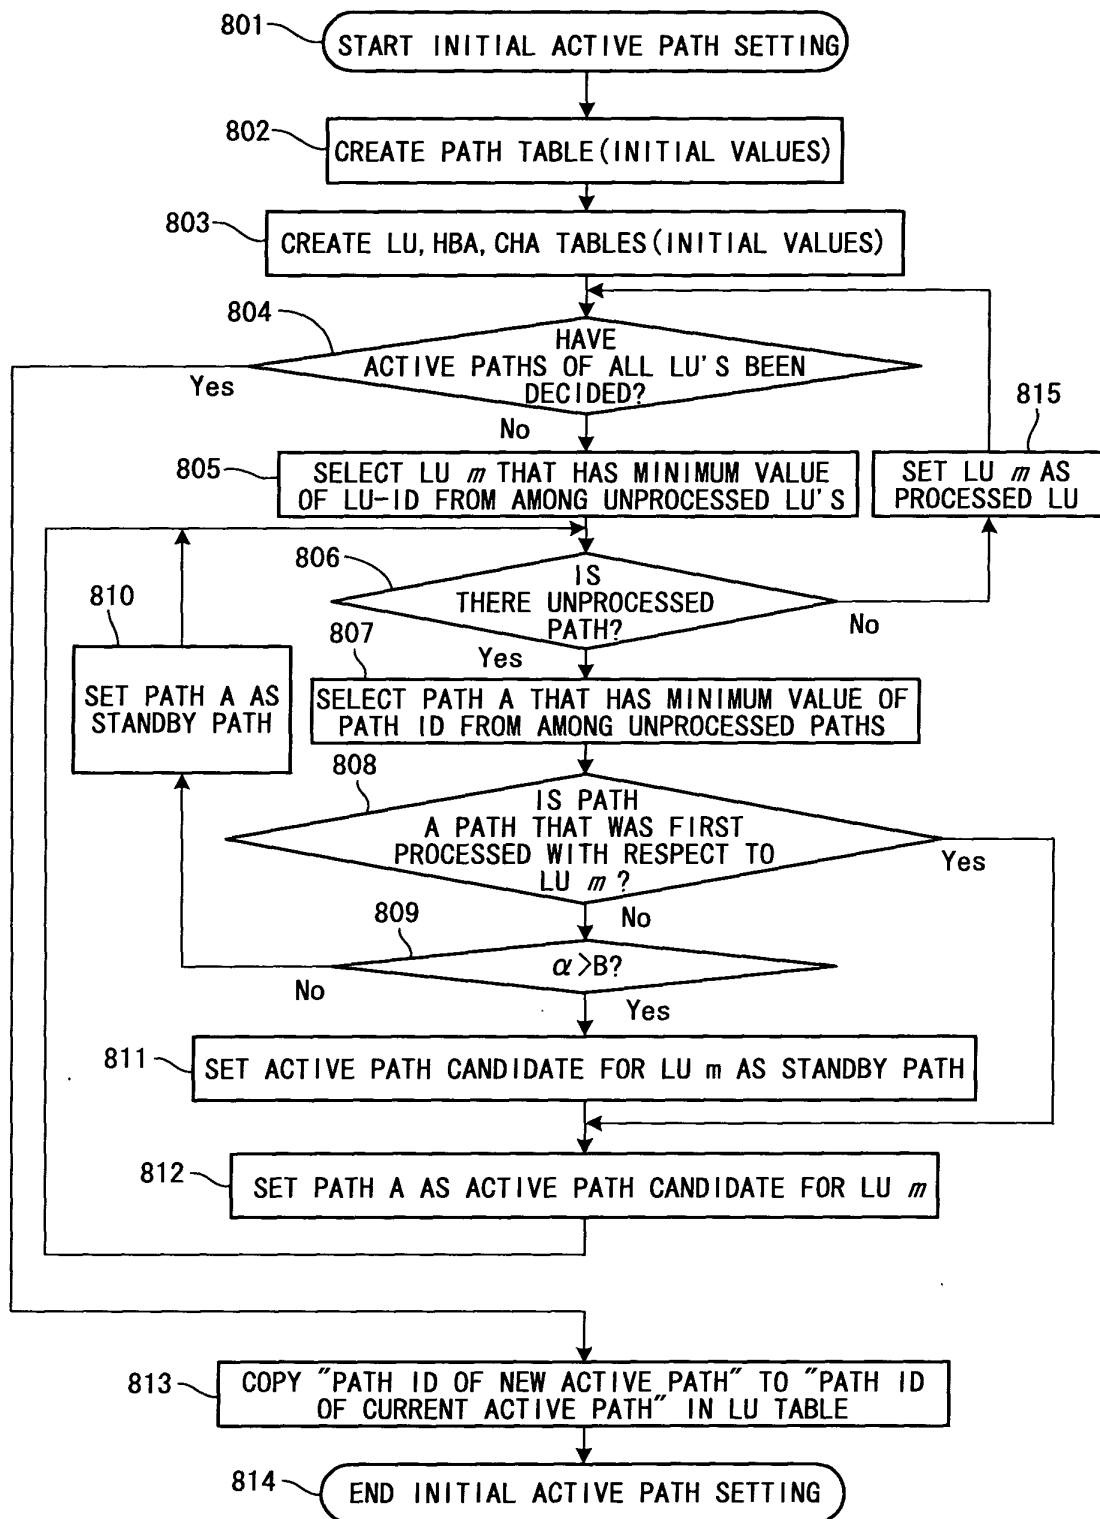 801
START INITIAL ACTIVE PATH SETTING
802
CREATE PATH TABLE(INITIAL VALUES)
803
CREATE LU, HBA, CHA TABLES(INITIAL VALUES)
804
HAVE
ACTIVE PATHS OF ALL LU'S BEEN
DECIDED?
Yes
No
815
805
SELECT LU m THAT HAS MINIMUM VALUE
OF LU-ID FROM AMONG UNPROCESSED LU'S
SET LU m AS
PROCESSED LU
806
IS
THERE UNPROCESSED
PATH?
No
Yes
810
SET PATH A AS
STANDBY PATH
807
SELECT PATH A THAT HAS MINIMUM VALUE OF
PATH ID FROM AMONG UNPROCESSED PATHS
808
IS PATH
A PATH THAT WAS FIRST
PROCESSED WITH RESPECT TO
LU m ?
Yes
No
809
α>B?
No
Yes
811
SET ACTIVE PATH CANDIDATE FOR LU m AS STANDBY PATH
812
SET PATH A AS ACTIVE PATH CANDIDATE FOR LU m
813
COPY "PATH ID OF NEW ACTIVE PATH" TO "PATH ID
OF CURRENT ACTIVE PATH" IN LU TABLE
814
END INITIAL ACTIVE PATH SETTING